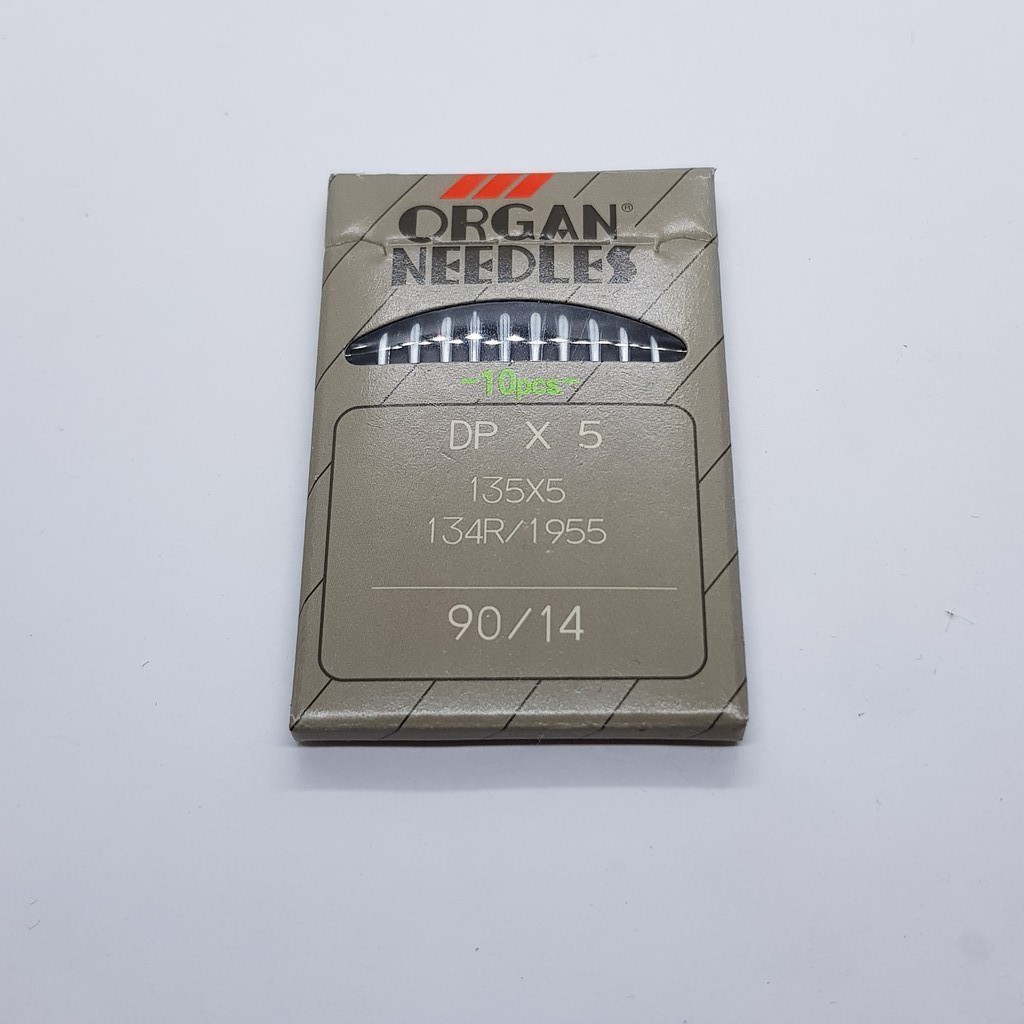 ORGAN®
NEEDLES
-10pcs-
DP X 5
135X5
134R/1955
90/14